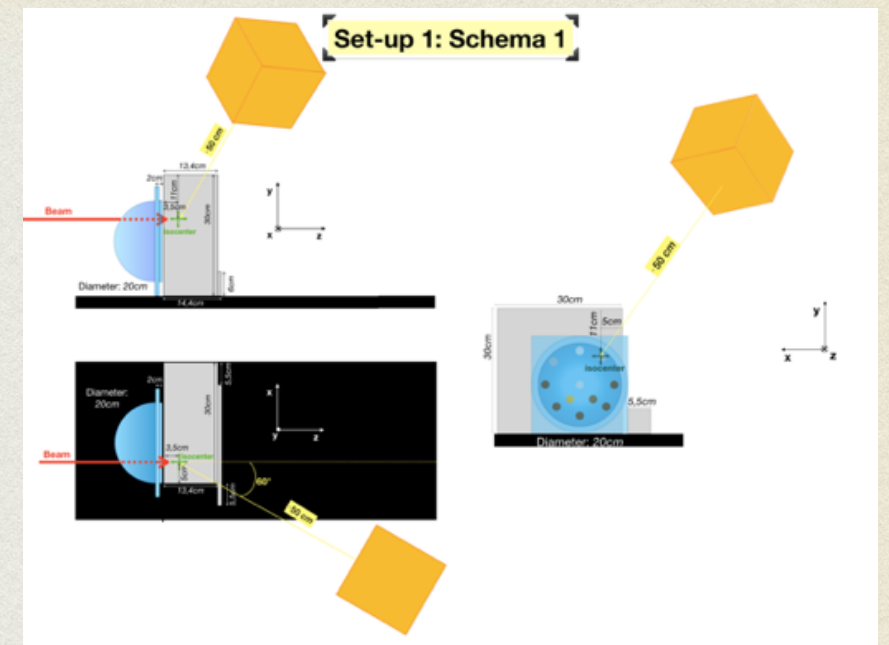 Set-up 1: Schema 1
50 cm
13,4cm
2cm
11cm
3,5cm
30cm
Beam
isocenter
y
x
z
Diameter: 20cm
6cm
14,4cm
50 cm
30cm
11cm
5cm
30cm
isocenter
5,5cm
Diameter: 20cm
y
x
z
2cm
5,5cm
Diameter:
20cm
30cm
x
y
z
Beam
3,5cm
isocenter
5cm
13,4cm
60°
50 cm